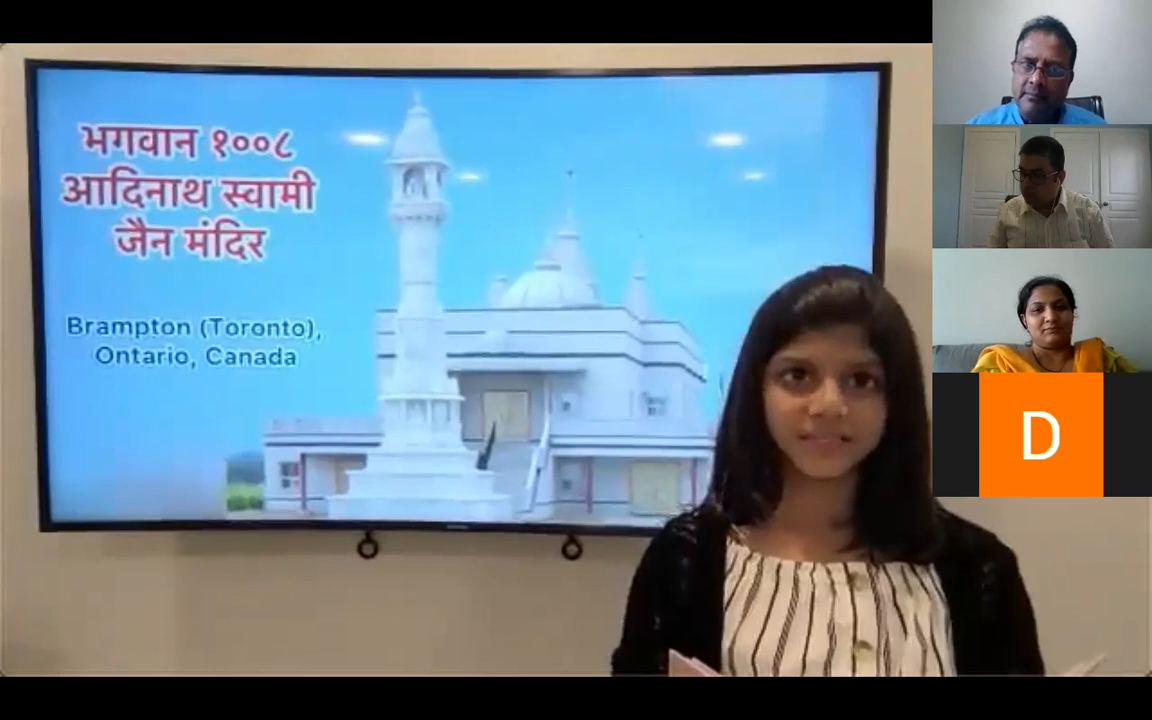 भगवान १००८
आदिनाथ स्वामी
जैन मंदिर
Brampton (Toronto),
Ontario, Canada
D